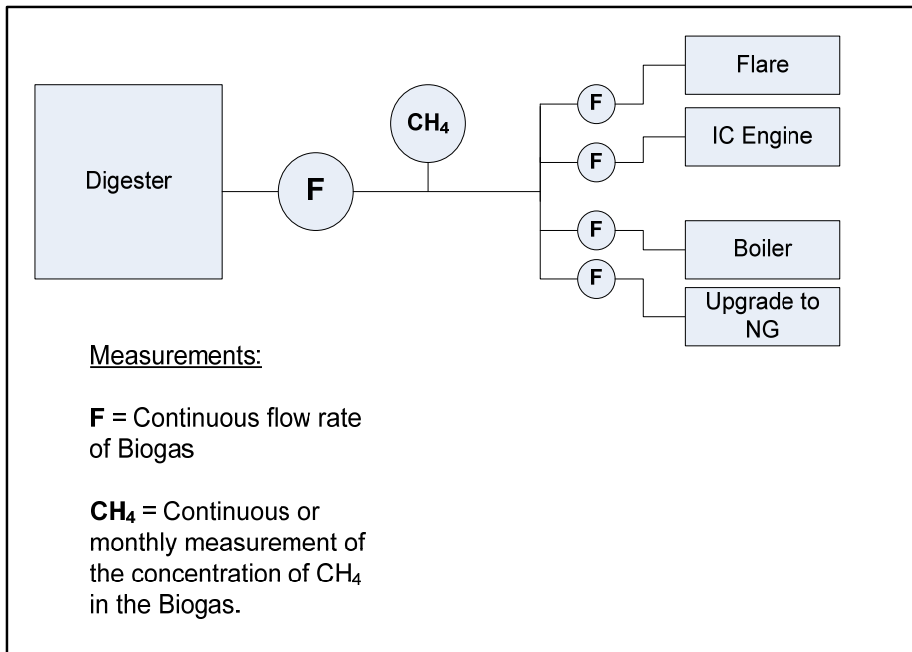 Digester
F
CH₄
F
F
F
F
Flare
IC Engine
Boiler
Upgrade to
NG
Measurements:
F = Continuous flow rate
of Biogas
CH₄ = Continuous or
monthly measurement of
the concentration of CH₄
in the Biogas.